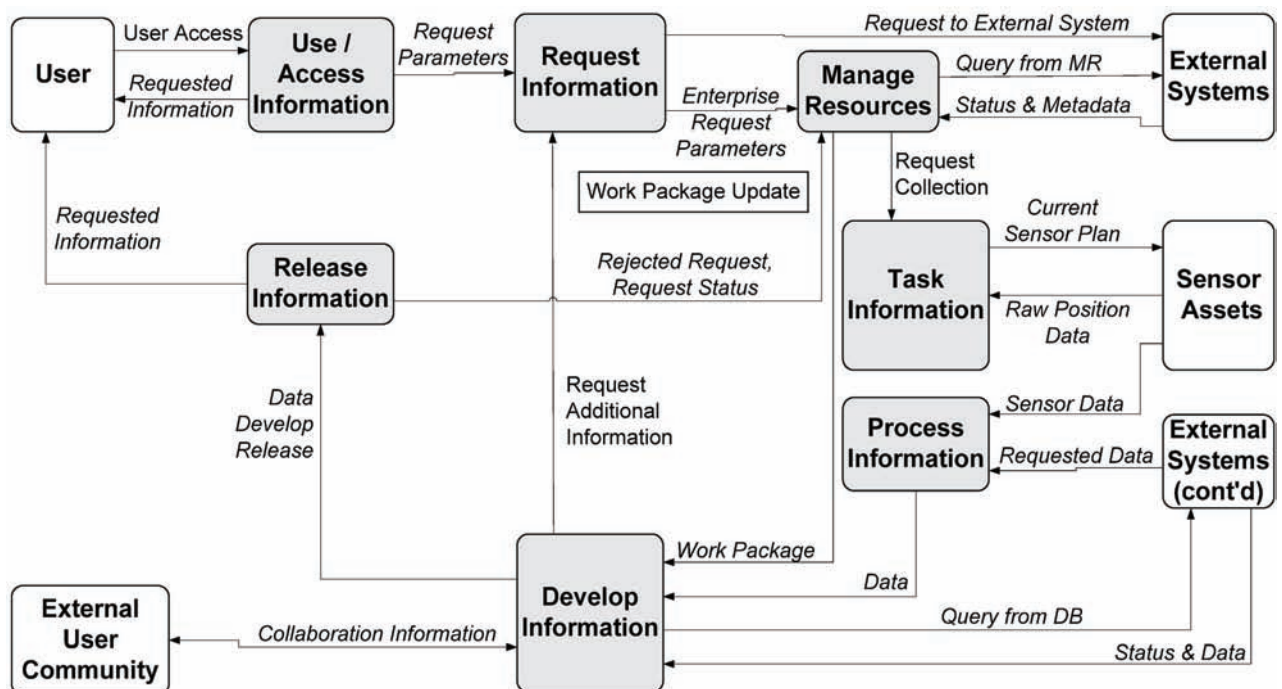 User
User Access
Requested
Information
Use /
Access
Information
Request
Parameters
Request
Information
Request to External System
Enterprise
Request
Parameters
Manage
Resources
Query from MR
Status & Metadata
External
Systems
Work Package Update
Request
Collection
Requested
Information
Release
Information
Rejected Request,
Request Status
Task
Information
Current
Sensor Plan
Raw Position
Data
Sensor
Assets
Data
Develop
Release
Request
Additional
Information
Process
Information
Sensor Data
Requested Data
External
Systems
(cont'd)
External
User
Community
Collaboration Information
Develop
Information
Work Package
Data
Query from DB
Status & Data